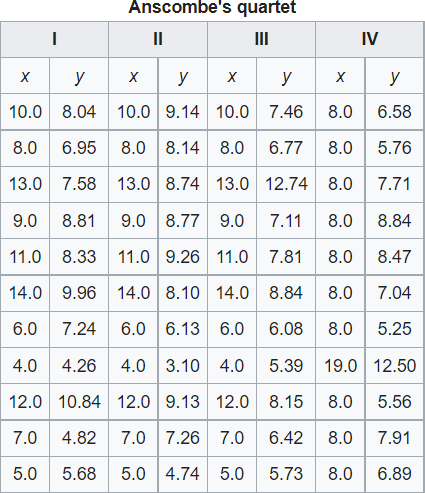 Anscombe's quartet
I II III IV
x y x y x y x y
10.0 8.04 10.0 9.14 10.0 7.46 8.0 6.58
8.0 6.95 8.0 8.14 8.0 6.77 8.0 5.76
13.0 7.58 13.0 8.74 13.0 12.74 8.0 7.71
9.0 8.81 9.0 8.77 9.0 7.11 8.0 8.84
11.0 8.33 11.0 9.26 11.0 7.81 8.0 8.47
14.0 9.96 14.0 8.10 14.0 8.84 8.0 7.04
6.0 7.24 6.0 6.13 6.0 6.08 8.0 5.25
4.0 4.26 4.0 3.10 4.0 5.39 19.0 12.50
12.0 10.84 12.0 9.13 12.0 8.15 8.0 5.56
7.0 4.82 7.0 7.26 7.0 6.42 8.0 7.91
5.0 5.68 5.0 4.74 5.0 5.73 8.0 6.89